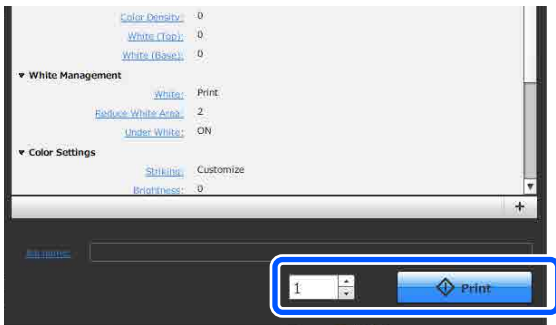 Color Density: 0
White (Top): 0
White (Base): 0
▼ White Management
White: Print
Reduce White Area: 2
Under White: ON
▼ Color Settings
Striking: Customize
Brightness: 0
+
Job name:
1 Print